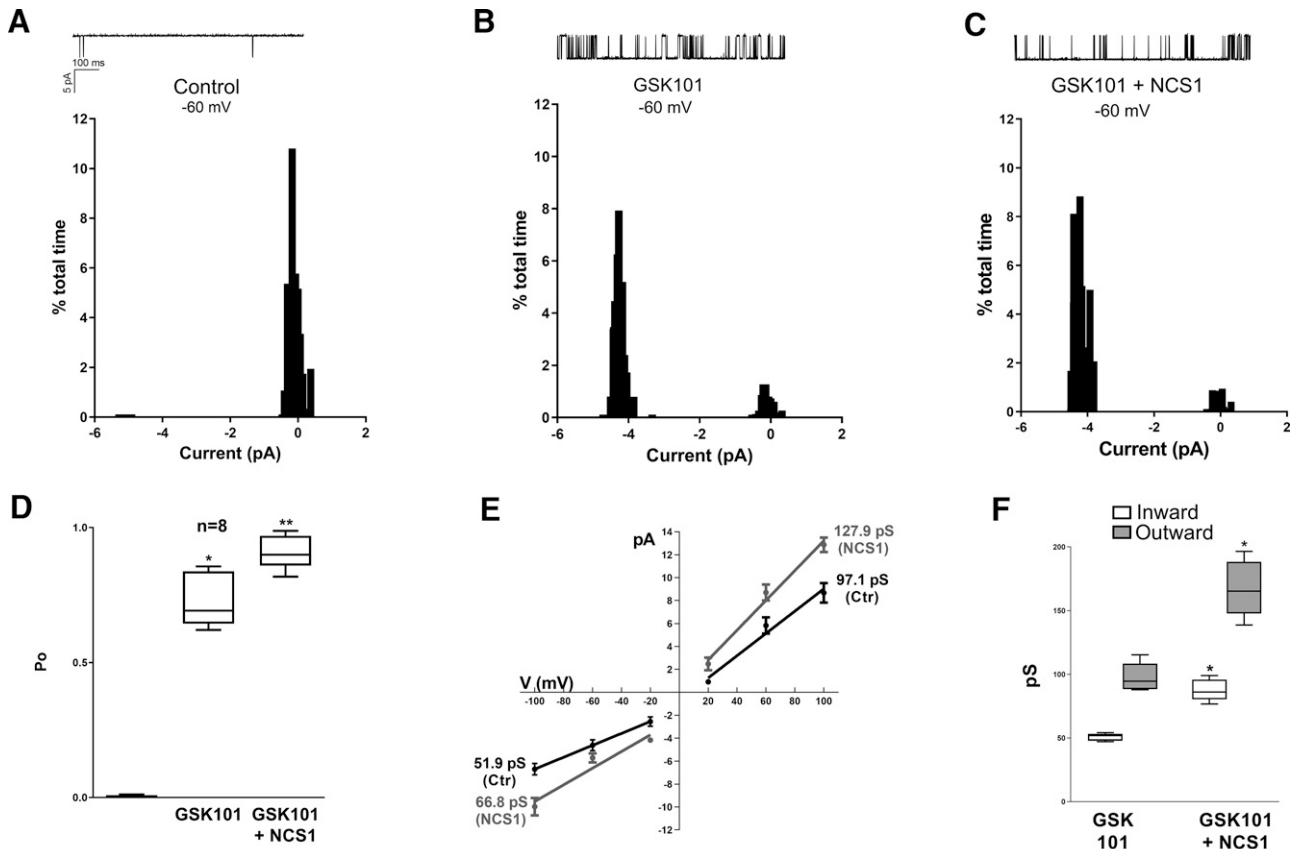 A
100 ms
5 pA
Control
-60 mV
12
10
8
6
4
2
0
% total time
-6
-4
-2
0
2
Current (pA)
B
GSK101
-60 mV
12
10
8
6
4
2
0
% total time
-6
-4
-2
0
2
Current (pA)
C
GSK101 + NCS1
-60 mV
12
10
8
6
4
2
0
% total time
-6
-4
-2
0
2
Current (pA)
D
1.0
0.5
0.0
Po
n=8
*
**
GSK101
GSK101
+ NCS1
E
pA
14
12
10
8
6
4
2
V (mV)
-100
-80
-60
-40
-20
20
40
60
80
100
-2
-4
-6
-8
-10
-12
127.9 pS
(NCS1)
97.1 pS
(Ctr)
51.9 pS
(Ctr)
66.8 pS
(NCS1)
F
Inward
Outward
200
150
100
50
0
pS
*
*
GSK
101
GSK101
+ NCS1